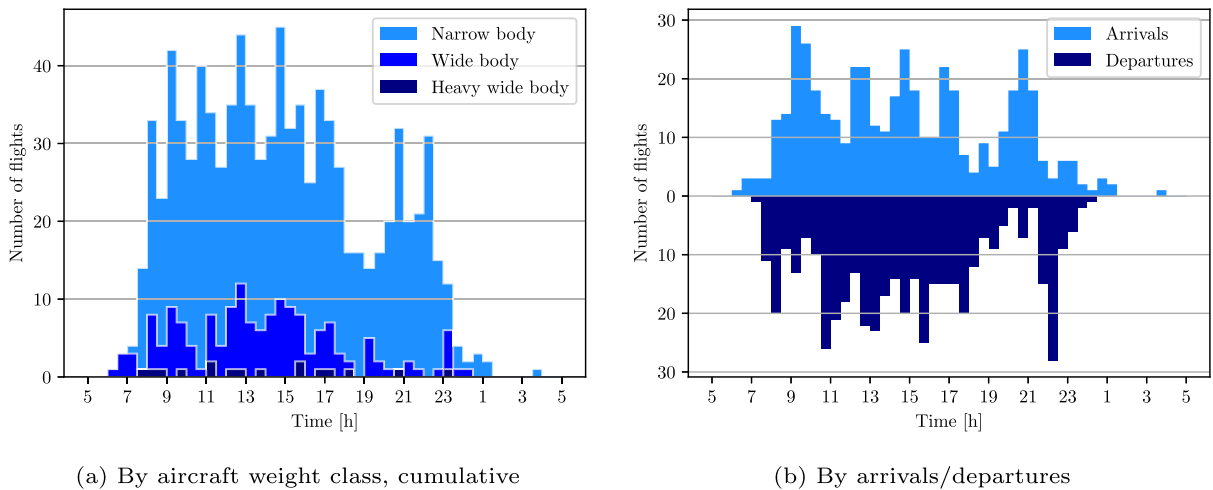 Number of flights
40
30
20
10
0
Narrow body
Wide body
Heavy wide body
5 7 9 11 13 15 17 19 21 23 1 3 5
Time [h]
(a) By aircraft weight class, cumulative
Number of flights
30
20
10
0
10
20
30
Arrivals
Departures
5 7 9 11 13 15 17 19 21 23 1 3 5
Time [h]
(b) By arrivals/departures